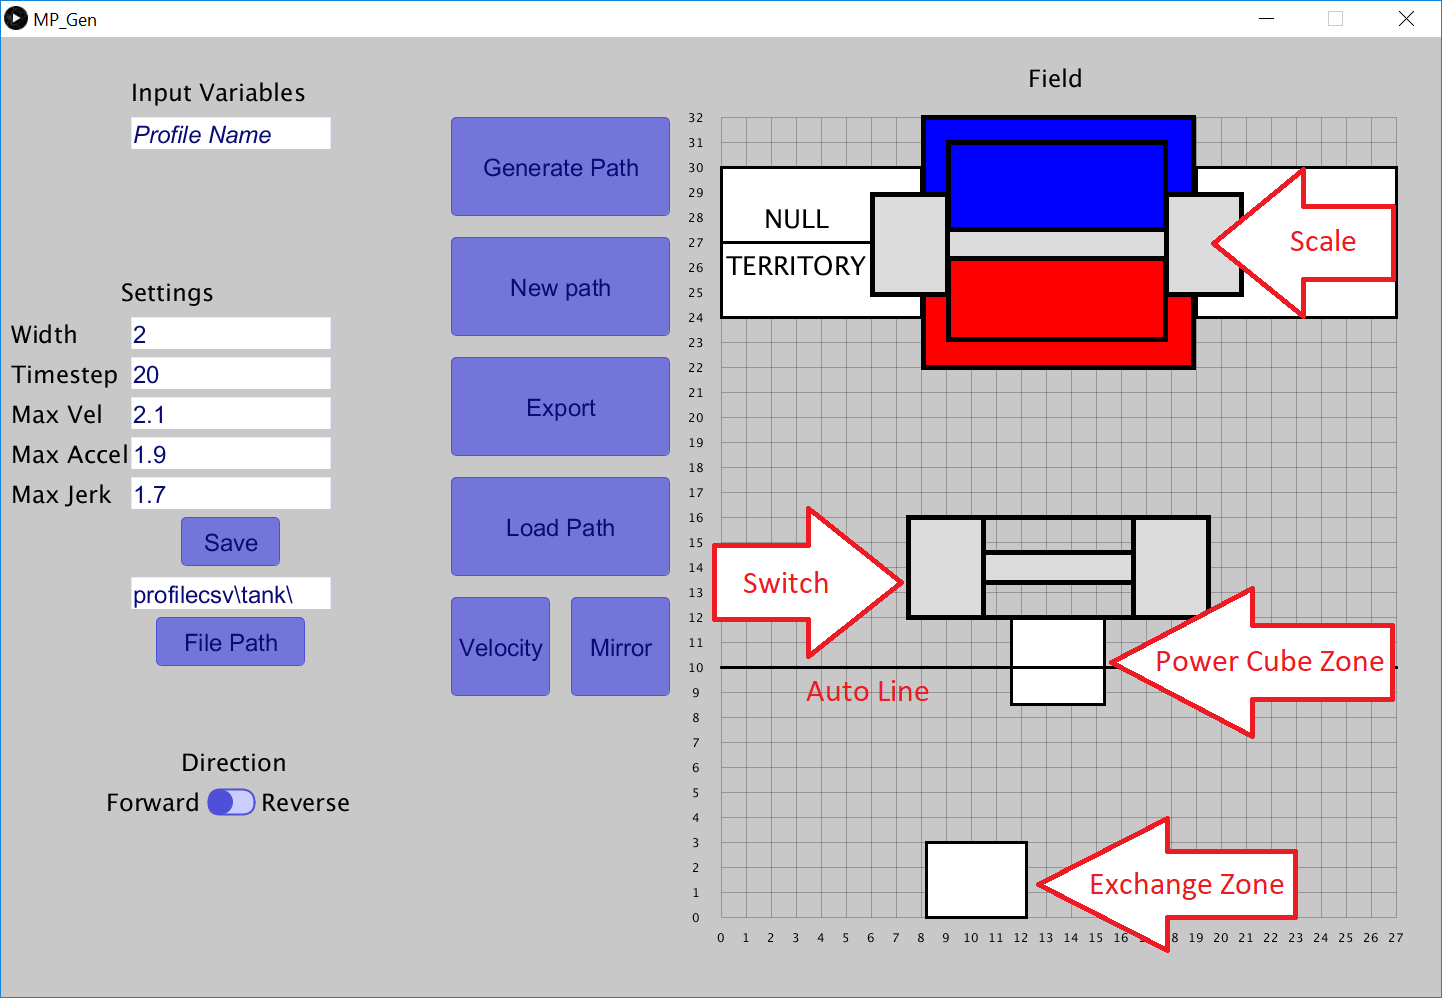 MP_Gen
Input Variables
Profile Name
Settings
Width 2
Timestep 20
Max Vel 2.1
Max Accel 1.9
Max Jerk 1.7
Save
profilecsv\tank\
File Path
Direction
Forward Reverse
Generate Path
New path
Export
Load Path
Velocity Mirror
Field
32
31
30
29
28
27
26
25
24
23
22
21
20
19
18
17
16
15
14
13
12
11
10
9
8
7
6
5
4
3
2
1
0
NULL
TERRITORY
Scale
Switch
Power Cube Zone
Auto Line
Exchange Zone
0 1 2 3 4 5 6 7 8 9 10 11 12 13 14 15 16 8 19 20 21 22 23 24 25 26 27